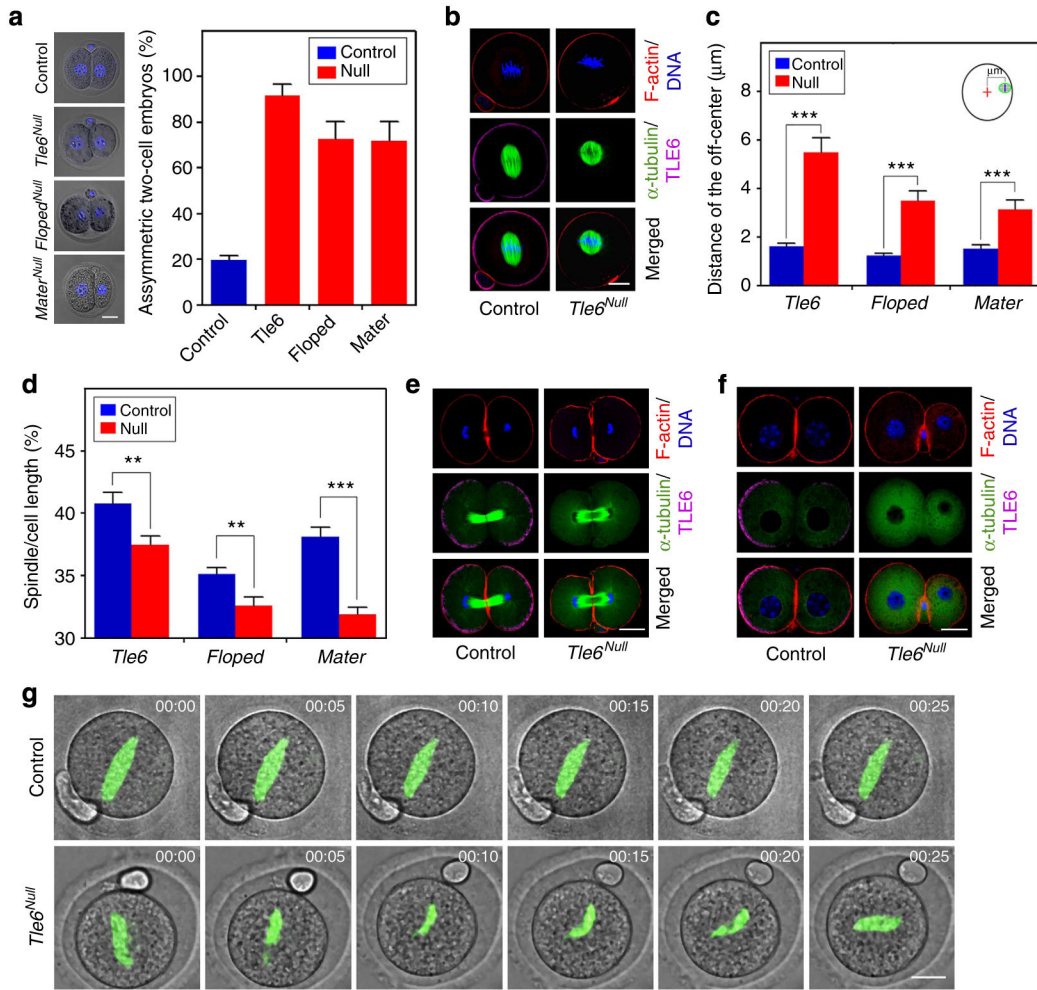 a
Control
Tle6Null
FlopedNull
MaterNull
Assymmetric two-cell embryos (%)
100
80
60
40
20
0
Control
Null
Control
Tle6
Floped
Mater
b
F-actin/
DNA
α-tubulin/
TLE6
Merged
Control
Tle6Null
c
Distance of the off-center (μm)
8
6
4
2
0
Control
Null
μm
***
***
***
Tle6
Floped
Mater
d
Spindle/cell length (%)
45
40
35
30
Control
Null
**
**
***
Tle6
Floped
Mater
e
F-actin/
DNA
α-tubulin/
TLE6
Merged
Control
Tle6Null
f
F-actin/
DNA
α-tubulin/
TLE6
Merged
Control
Tle6Null
g
Control
00:00
00:05
00:10
00:15
00:20
00:25
Tle6Null
00:00
00:05
00:10
00:15
00:20
00:25